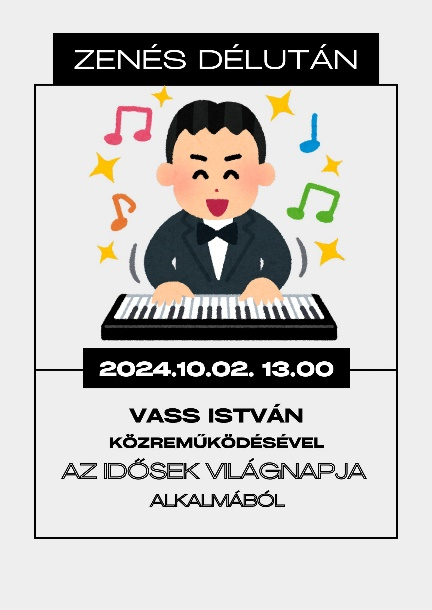 ZENÉS DÉLUTÁN
2024.10.02. 13.00
VASS ISTVÁN
KÖZREMŰKÖDÉSÉVEL
AZ IDŐSEK VILÁGNAPJA
ALKALMÁBÓL